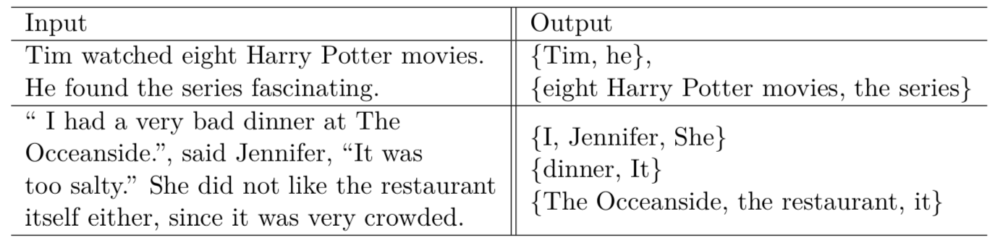 Input
Output
Tim watched eight Harry Potter movies.
He found the series fascinating.
{Tim, he},
{eight Harry Potter movies, the series}
“ I had a very bad dinner at The
Occeanside.”, said Jennifer, “It was
too salty.” She did not like the restaurant
itself either, since it was very crowded.
{I, Jennifer, She}
{dinner, It}
{The Occeanside, the restaurant, it}